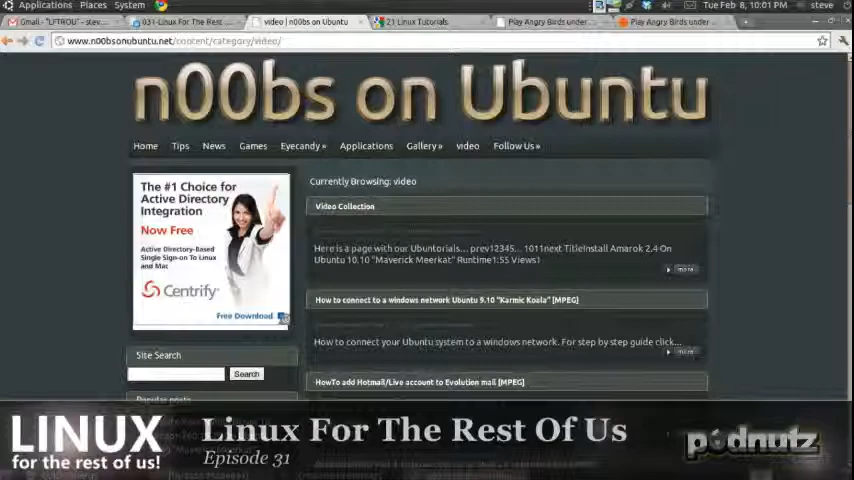 Applications Places System
Tue Feb 8, 10:01 PM steve
Gmail - "LFTROU" - stev...
031-Linux For The Rest ...
video | n00bs on Ubuntu
21 Linux Tutorials
Play Angry Birds under ...
Play Angry Birds under ...
www.n00bsonubuntu.net/content/category/video/
n00bs on Ubuntu
Home Tips News Games Eyecandy » Applications Gallery » video Follow Us »
The #1 Choice for
Active Directory
Integration
Now Free
Active Directory-Based
Single Sign-On To Linux
and Mac
Centrify
Free Download
Site Search
Search
Popular posts
Currently Browsing: video
Video Collection
Here is a page with our Ubuntorials... prev12345... 1011next TitleInstall Amarok 2.4 On
Ubuntu 10.10 "Maverick Meerkat" Runtime1:55 Views1
more
How to connect to a windows network Ubuntu 9.10 "Karmic Koala" [MPEG]
How to connect your Ubuntu system to a windows network. For step by step guide click...
more
HowTo add Hotmail/Live account to Evolution mail [MPEG]
LINUX
for the rest of us!
Linux For The Rest Of Us
Episode 31
podnutz